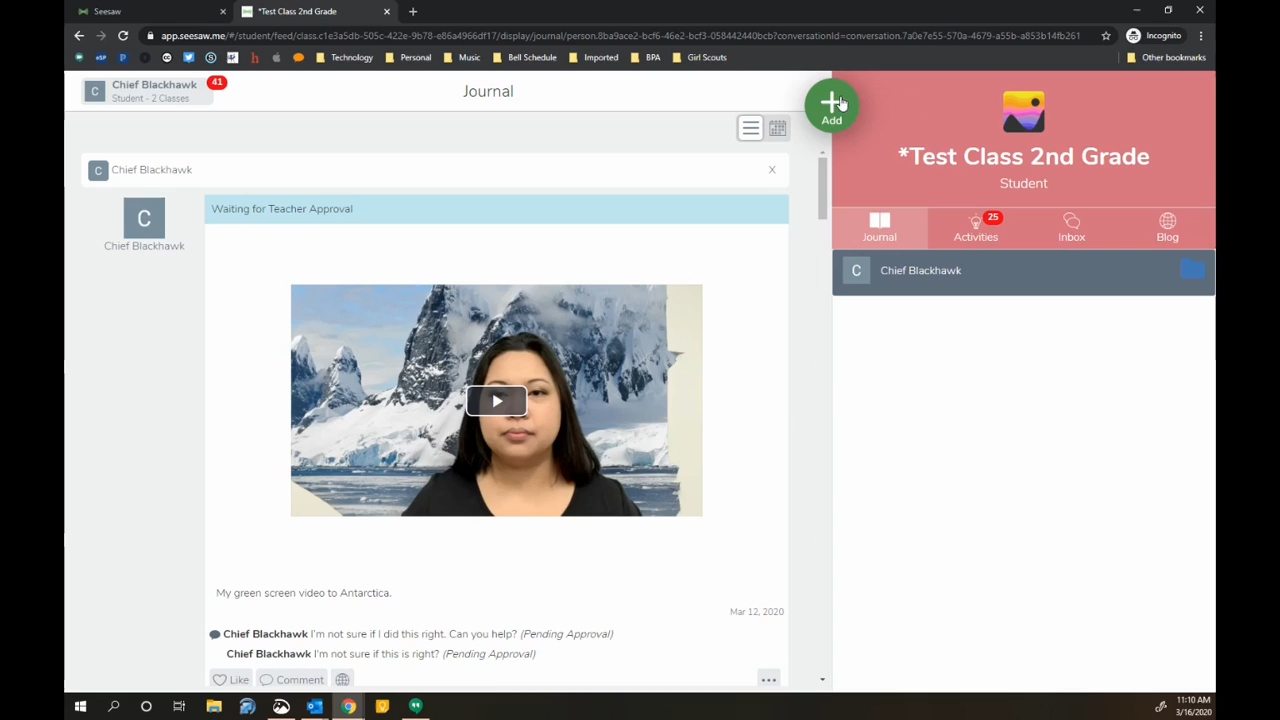 Seesaw ×
*Test Class 2nd Grade ×
app.seesaw.me/#/student/feed/class.c1e3a5db-505c-422e-9b78-e86a4966df17/display/journal/person.8ba9ace2-bcf6-46e2-bcf3-058442440bcb?conversationId=conversation.7a0e7e55-570a-4679-a55b-a853b14fb261
Incognito
eSP Technology Personal Music Bell Schedule Imported BPA Girl Scouts Other bookmarks
C Chief Blackhawk 41
Student - 2 Classes
Journal
Add
*Test Class 2nd Grade
Student
Journal
Activities 25
Inbox
Blog
C Chief Blackhawk
C Chief Blackhawk X
C
Chief Blackhawk
Waiting for Teacher Approval
My green screen video to Antarctica.
Mar 12, 2020
Chief Blackhawk I'm not sure if I did this right. Can you help? (Pending Approval)
Chief Blackhawk I'm not sure if this is right? (Pending Approval)
Like Comment
11:10 AM
3/16/2020